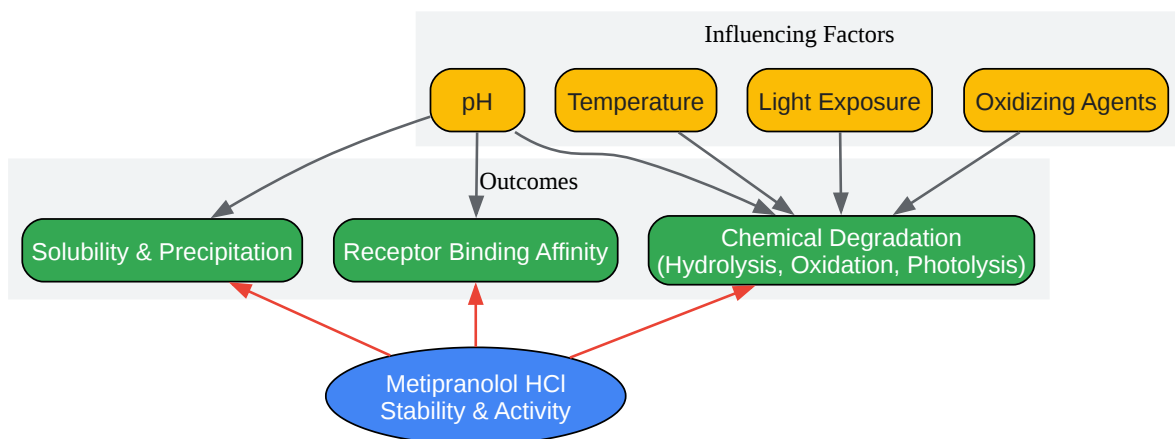 Influencing Factors
pH
Temperature
Light Exposure
Oxidizing Agents
Outcomes
Solubility & Precipitation
Receptor Binding Affinity
Chemical Degradation
(Hydrolysis, Oxidation, Photolysis)
Metipranolol HCl
Stability & Activity